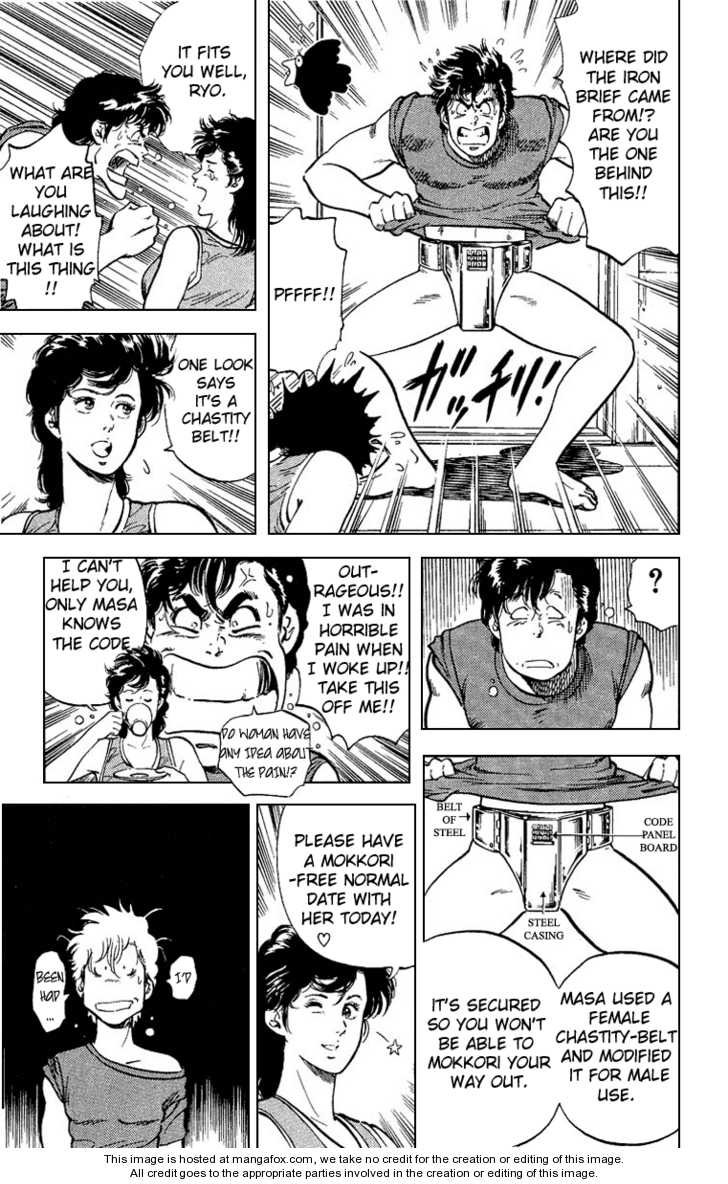 WHERE DID
THE IRON
BRIEF CAME
FROM!?
ARE YOU
THE ONE
BEHIND
THIS!!
PFFFF!!
ガッチリ!
IT FITS
YOU WELL,
RYO.
WHAT ARE
YOU
LAUGHING
ABOUT!
WHAT IS
THIS THING
!!
ONE LOOK
SAYS
IT'S A
CHASTITY
BELT!!
?
OUT-
RAGEOUS!!
I WAS IN
HORRIBLE
PAIN WHEN
I WOKE UP!!
TAKE THIS
OFF ME!!
DO WOMAN HAVE
ANY IDEA ABOUT
THE PAIN!?
I CAN'T
HELP YOU,
ONLY MASA
KNOWS
THE CODE
BELT
OF
STEEL
CODE
PANEL
BOARD
STEEL
CASING
MASA USED A
FEMALE
CHASTITY-BELT
AND MODIFIED
IT FOR MALE
USE.
IT'S SECURED
SO YOU WON'T
BE ABLE TO
MOKKORI YOUR
WAY OUT.
PLEASE HAVE
A MOKKORI
-FREE NORMAL
DATE WITH
HER TODAY!
♡
I'D
BEEN
HAD
...
This image is hosted at mangafox.com, we take no credit for the creation or editing of this image.
All credit goes to the appropriate parties involved in the creation or editing of this image.